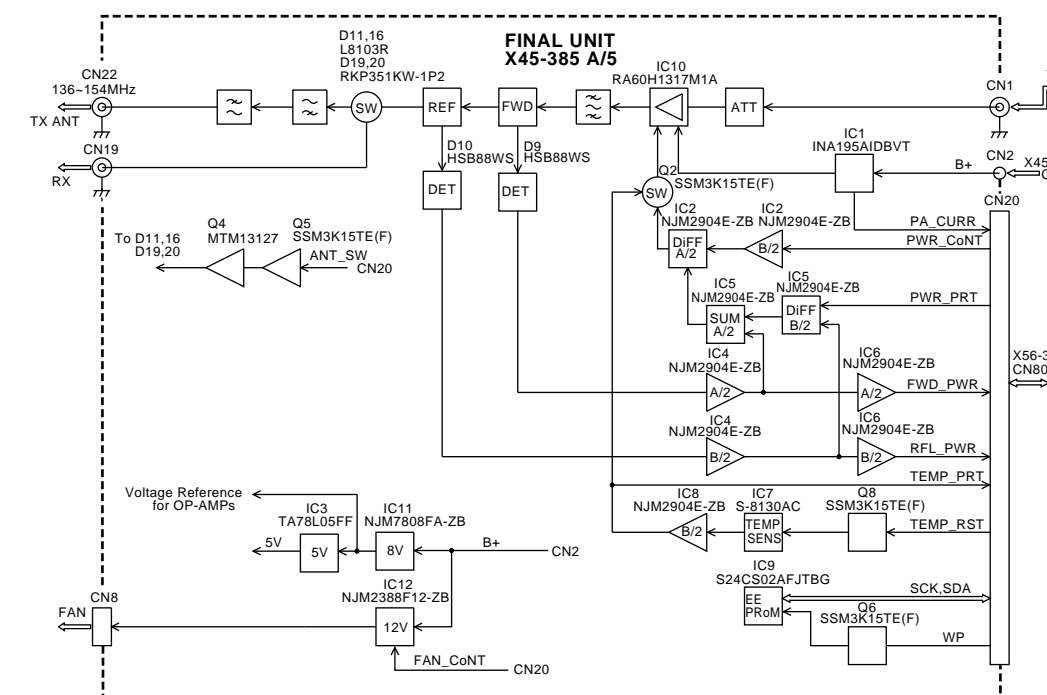 FINAL UNIT
X45-385 A/5
D11,16
L8103R
D19,20
RKP351KW-1P2
CN22
136~154MHz
TX ANT
CN19
RX
SW
REF
FWD
IC10
RA60H1317M1A
ATT
CN1
IC1
INA195AIDBVT
CN2
B+
X45
CN20
D10
HSB88WS
D9
HSB88WS
DET
DET
Q2
SSM3K15TE(F)
SW
IC2
NJM2904E-ZB
DiFF
A/2
IC2
NJM2904E-ZB
B/2
PA_CURR
PWR_CoNT
To D11,16
D19,20
Q4
MTM13127
Q5
SSM3K15TE(F)
ANT_SW
CN20
IC5
NJM2904E-ZB
SUM
A/2
IC5
NJM2904E-ZB
DiFF
B/2
PWR_PRT
IC4
NJM2904E-ZB
A/2
IC6
NJM2904E-ZB
A/2
FWD_PWR
X56-3
CN80
IC4
NJM2904E-ZB
B/2
IC6
NJM2904E-ZB
B/2
RFL_PWR
TEMP_PRT
IC8
NJM2904E-ZB
B/2
IC7
S-8130AC
TEMP
SENS
Q8
SSM3K15TE(F)
TEMP_RST
Voltage Reference
for OP-AMPs
IC3
TA78L05FF
5V
5V
IC11
NJM7808FA-ZB
8V
B+
CN2
IC12
NJM2388F12-ZB
12V
FAN_CoNT
CN20
CN8
FAN
IC9
S24CS02AFJTBG
EE
PRoM
SCK,SDA
Q6
SSM3K15TE(F)
WP